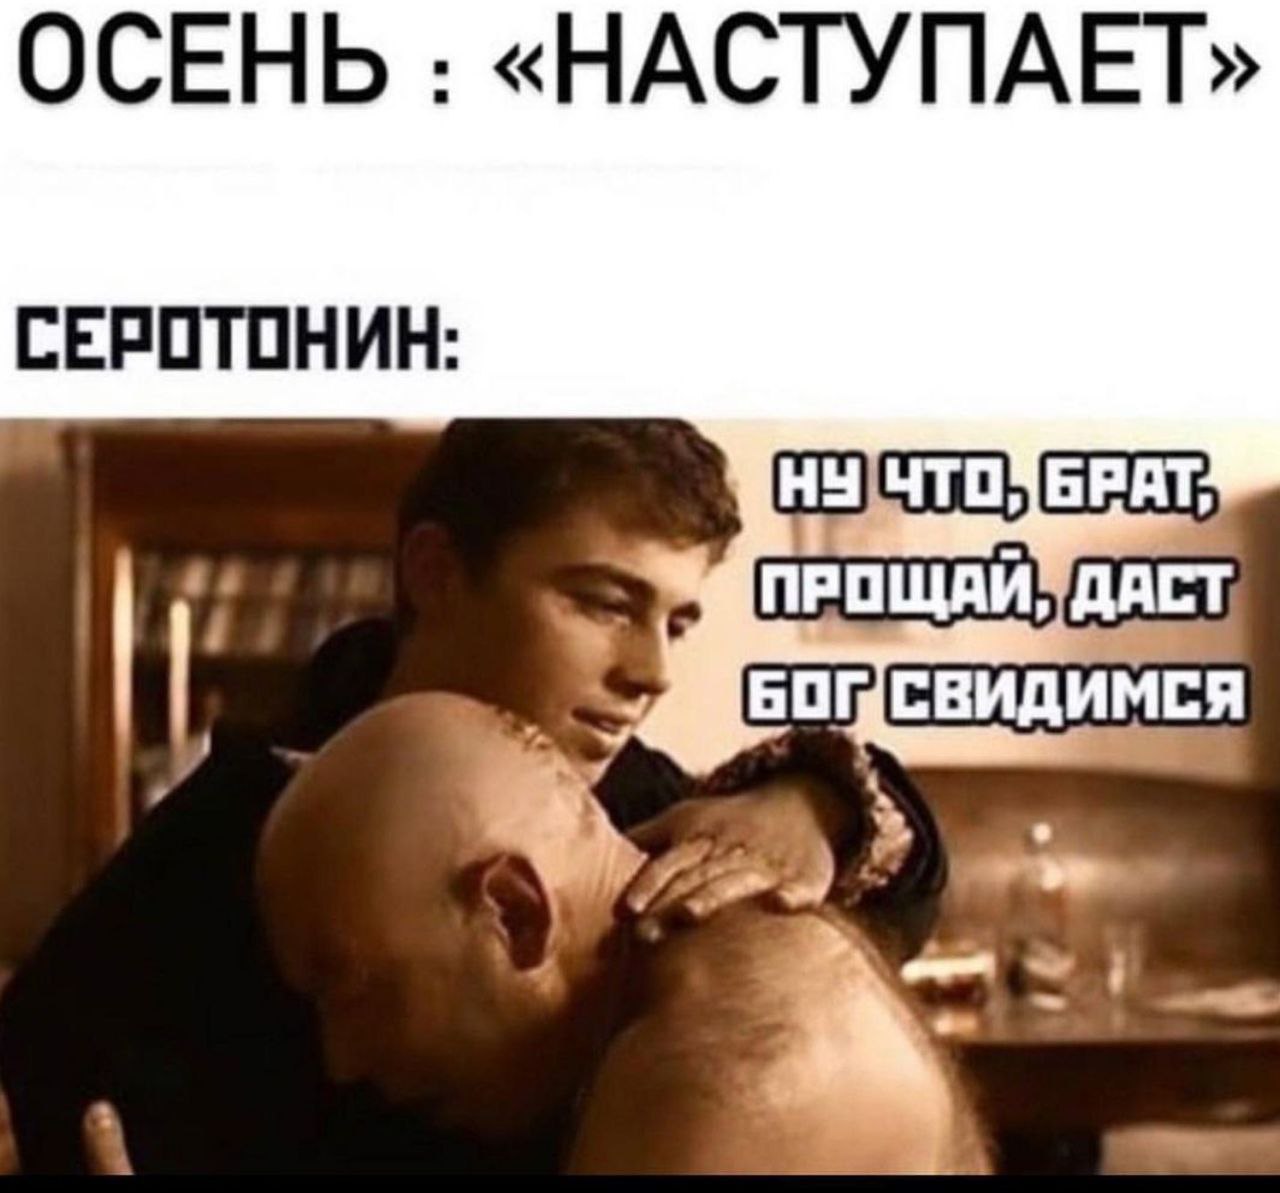 ОСЕНЬ : «НАСТУПАЕТ»
СЕРОТОНИН:
НУ ЧТО, БРАТ,
ПРОЩАЙ, ДАСТ
БОГ СВИДИМСЯ